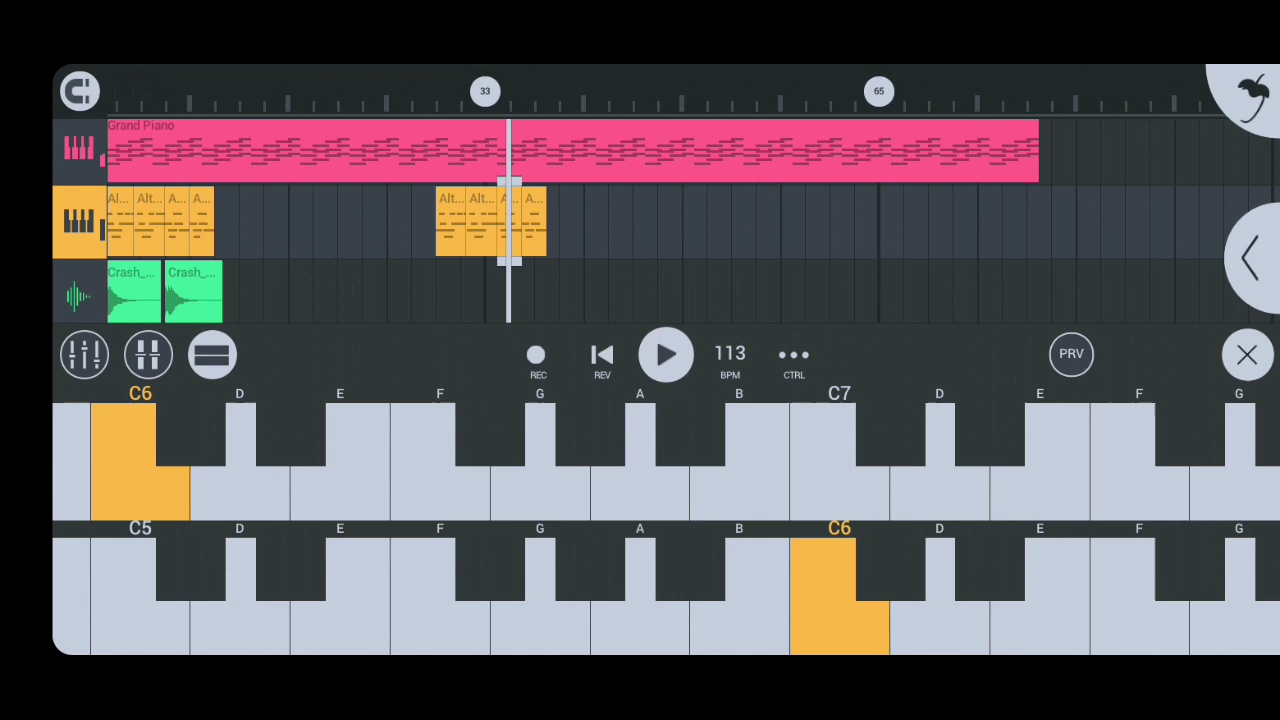 33 65
Grand Piano
Al... Alt... A... A... Alt... Alt... A... A...
Crash_... Crash_...
113 PRV
REC REV BPM CTRL
C6 D E F G A B C7 D E F G
C5 D E F G A B C6 D E F G